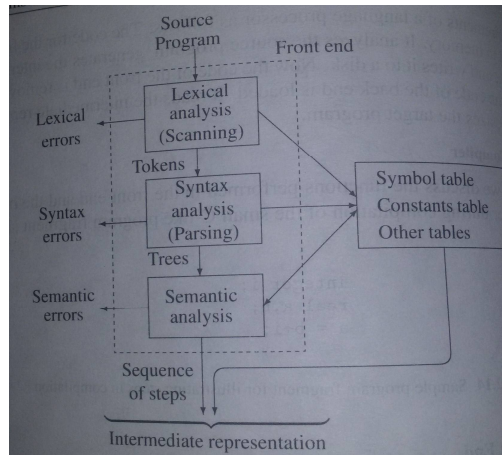 Source
Program
Front end
Lexical
analysis
(Scanning)
Lexical
errors
Tokens
Syntax
analysis
(Parsing)
Syntax
errors
Symbol table
Constants table
Other tables
Trees
Semantic
analysis
Semantic
errors
Sequence
of steps
Intermediate representation